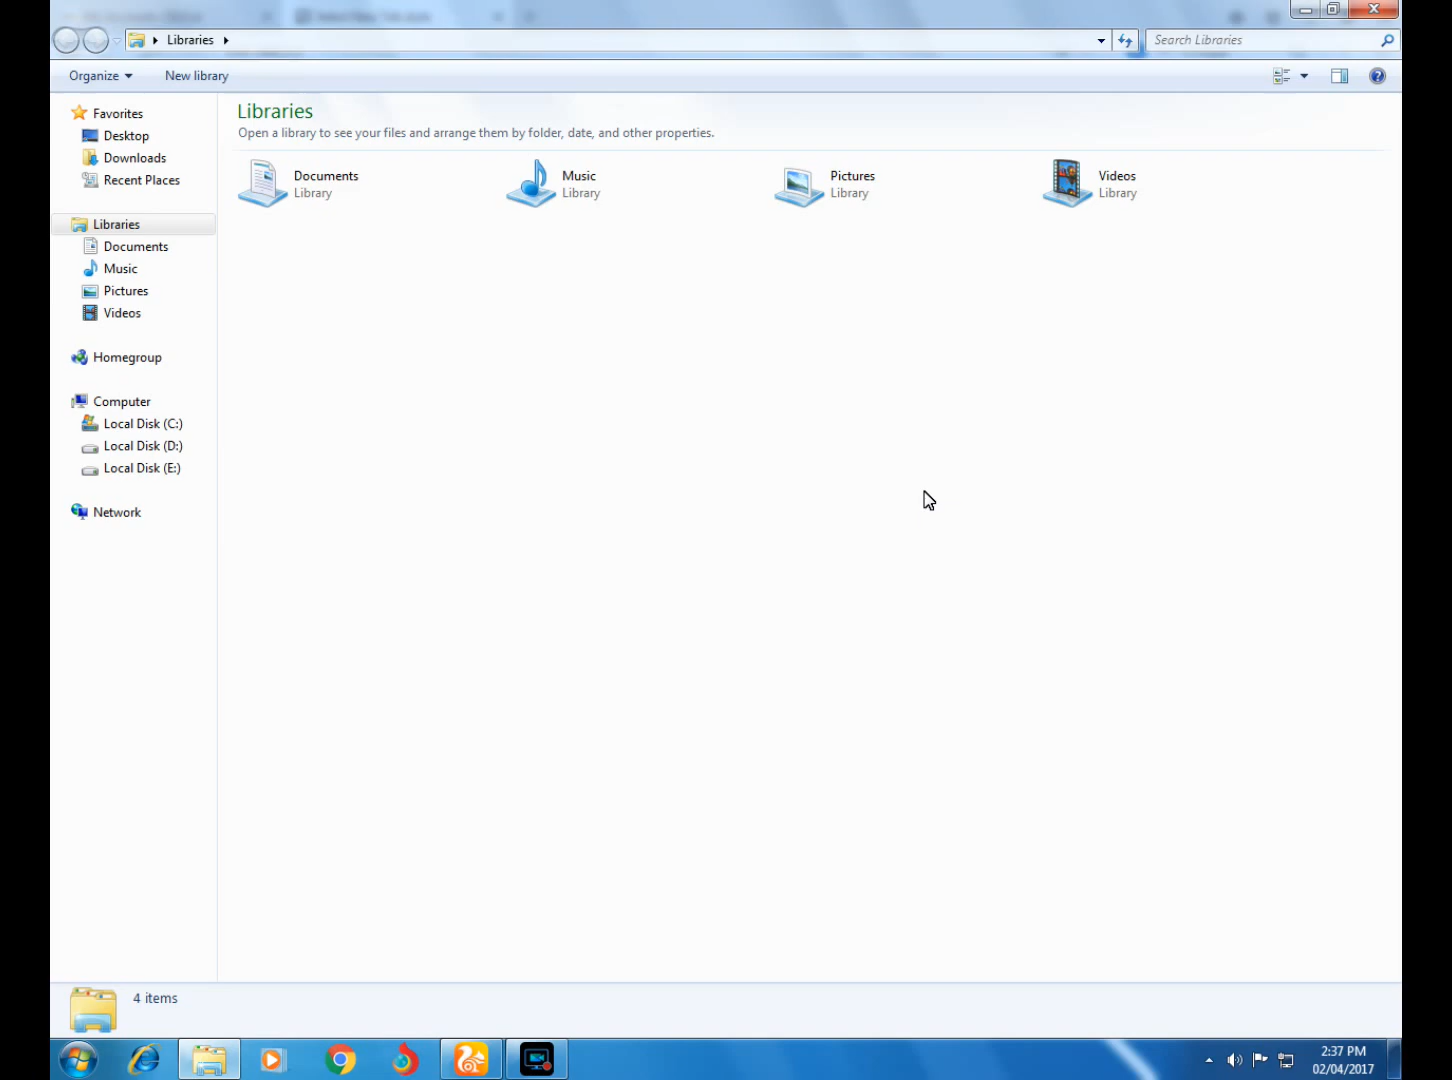 Libraries
Search Libraries
Organize
New library
Favorites
Desktop
Downloads
Recent Places
Libraries
Documents
Music
Pictures
Videos
Homegroup
Computer
Local Disk (C:)
Local Disk (D:)
Local Disk (E:)
Network
Libraries
Open a library to see your files and arrange them by folder, date, and other properties.
Documents
Library
Music
Library
Pictures
Library
Videos
Library
4 items
2:37 PM
02/04/2017